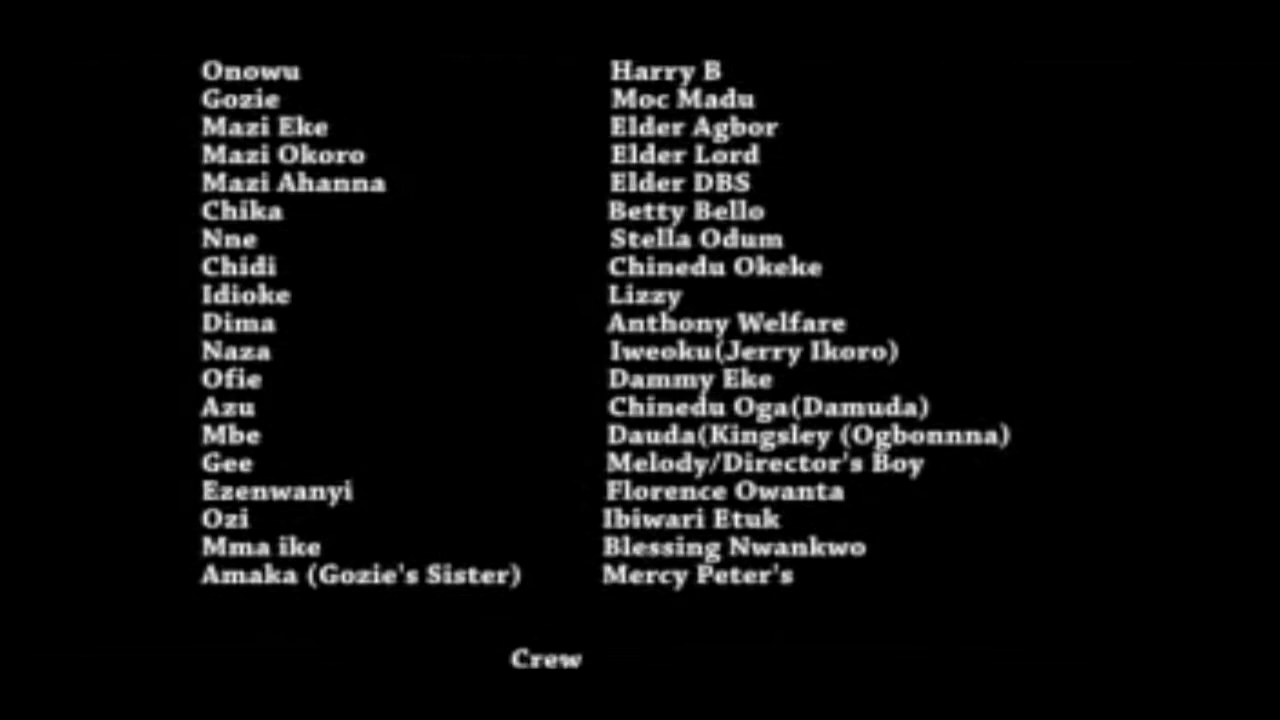 Onowu Harry B
Gozie Moc Madu
Mazi Eke Elder Agbor
Mazi Okoro Elder Lord
Mazi Ahanna Elder DBS
Chika Betty Bello
Nne Stella Odum
Chidi Chinedu Okeke
Idioke Lizzy
Dima Anthony Welfare
Naza Iweoku(Jerry Ikoro)
Ofie Dammy Eke
Azu Chinedu Oga(Damuda)
Mbe Dauda(Kingsley (Ogbonnna)
Gee Melody/Director's Boy
Ezenwanyi Florence Owanta
Ozi Ibiwari Etuk
Mma ike Blessing Nwankwo
Amaka (Gozie's Sister) Mercy Peter's
Crew